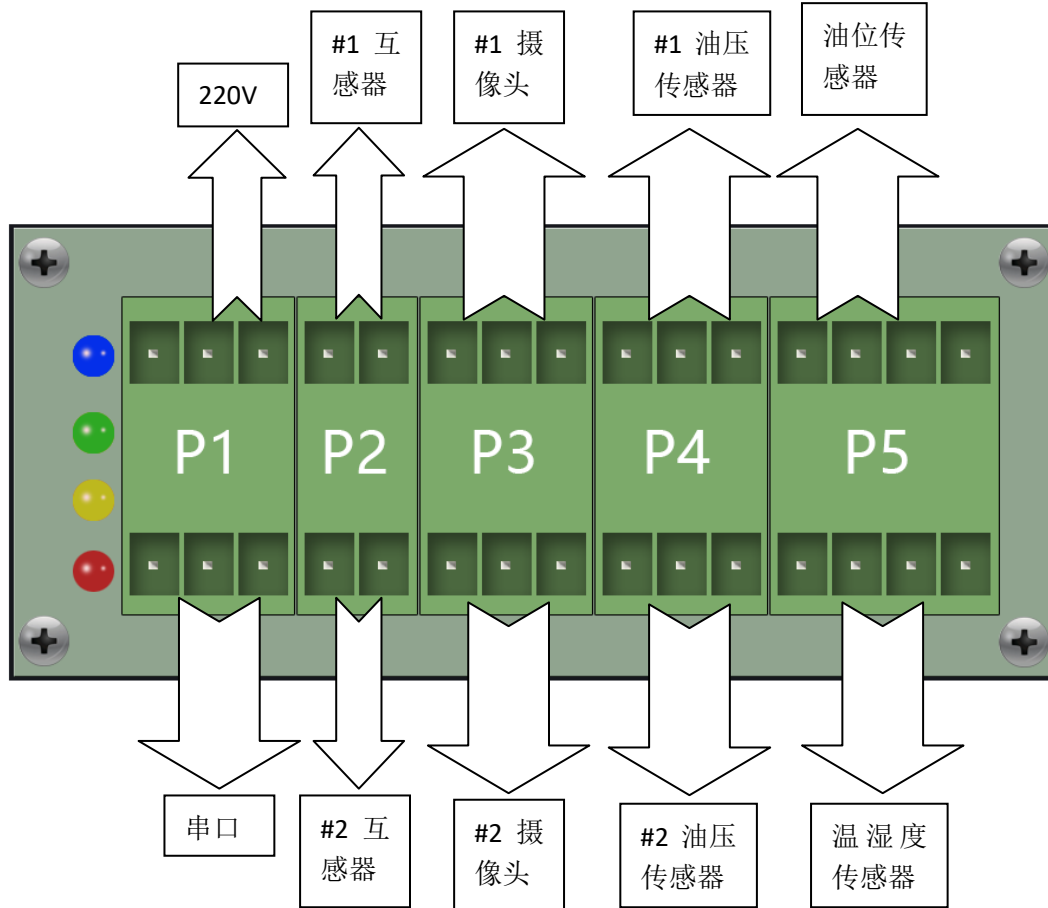 220V
#1 互
感器
#1 摄
像头
#1 油压
传感器
油位传
感器
P1
P2
P3
P4
P5
串口
#2 互
感器
#2 摄
像头
#2 油压
传感器
温湿度
传感器